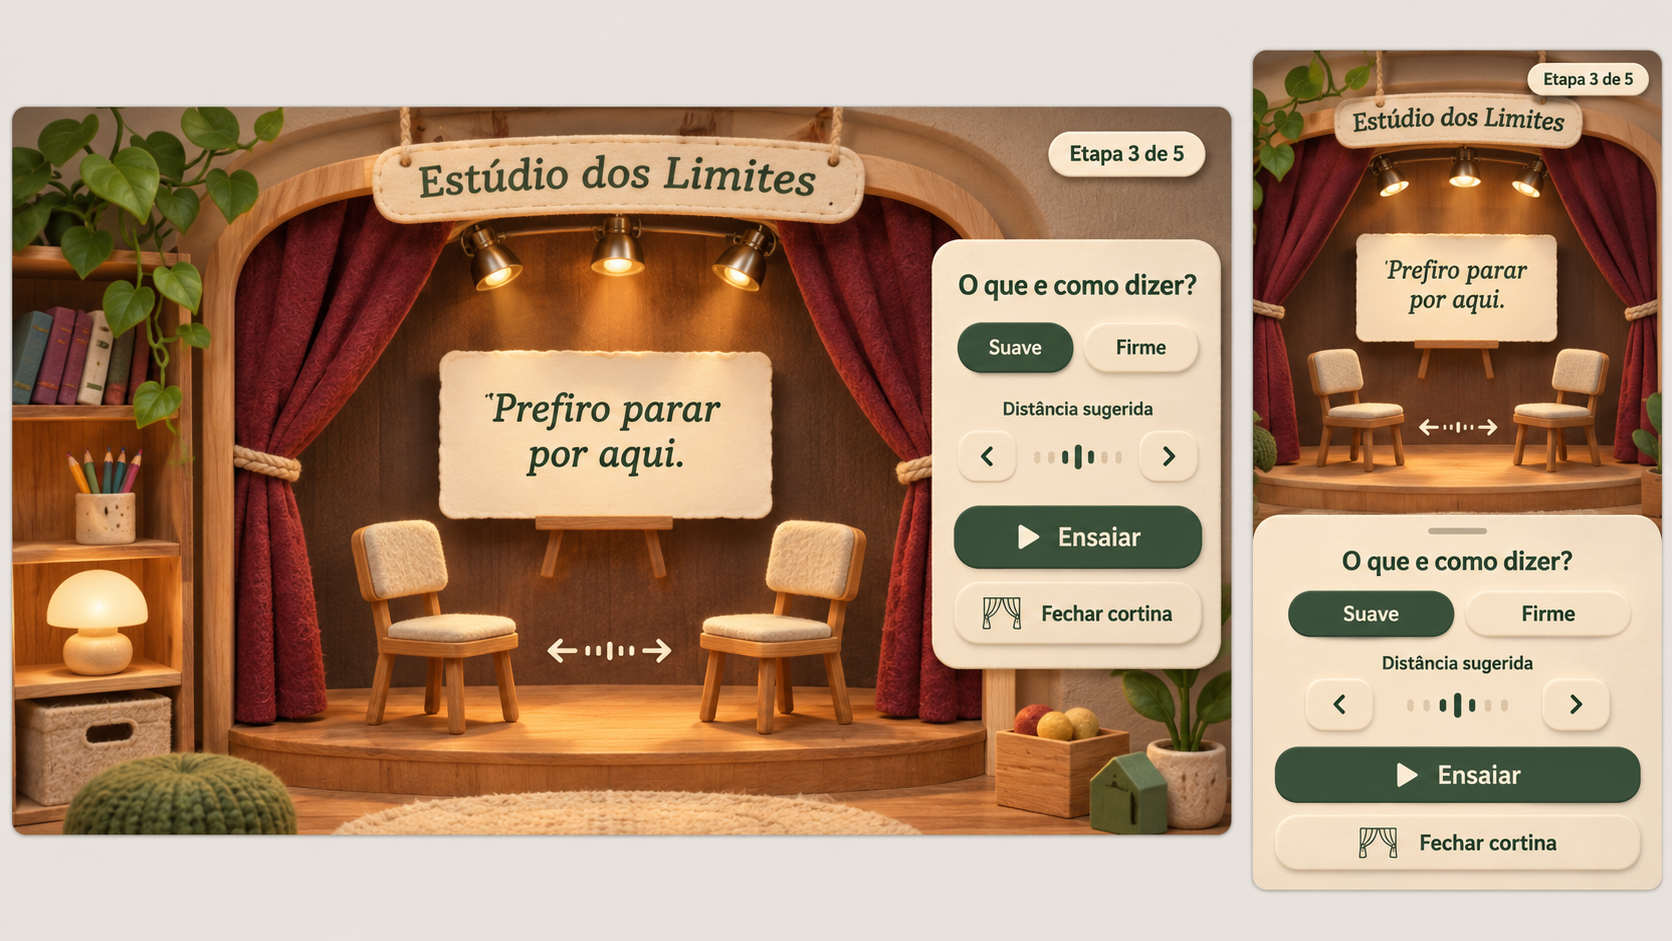 Estúdio dos Limites
Etapa 3 de 5
"Prefiro parar
por aqui.
O que e como dizer?
Suave
Firme
Distância sugerida
Ensaiar
Fechar cortina
Etapa 3 de 5
Estúdio dos Limites
'Prefiro parar
por aqui.
O que e como dizer?
Suave
Firme
Distância sugerida
Ensaiar
Fechar cortina